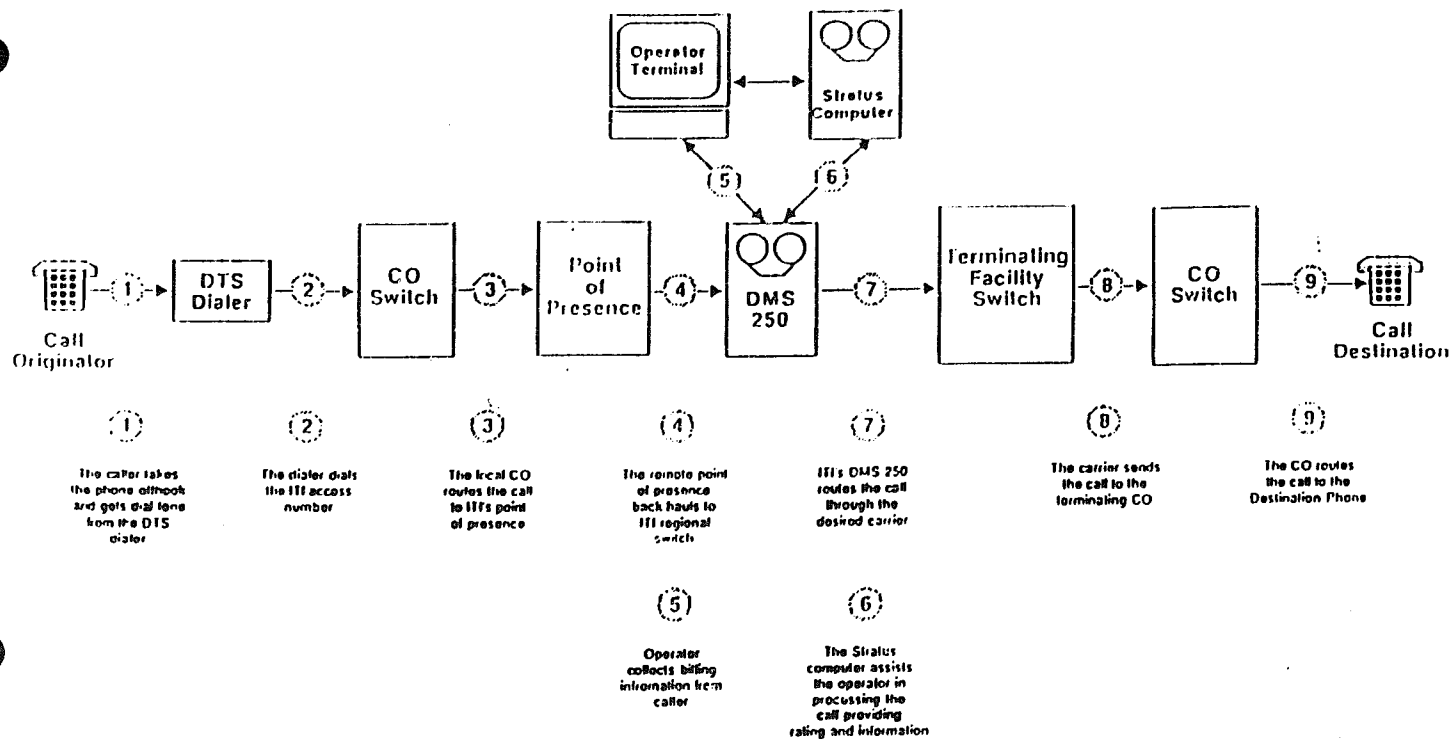 Operator
Terminal
Stratus
Computer
5
6
Call
Originator
1
DTS
Dialer
2
CO
Switch
3
Point
of
Presence
4
DMS
250
7
Terminating
Facility
Switch
8
CO
Switch
9
Call
Destination
1
The caller takes
the phone offhook
and gets dial tone
from the DTS
dialer
2
The dialer dials
the ITI access
number
3
The local CO
routes the call
to ITI's point
of presence
4
The remote point
of presence
back hauls to
ITI regional
switch
7
ITI's DMS 250
routes the call
through the
desired carrier
8
The carrier sends
the call to the
terminating CO
9
The CO routes
the call to the
Destination Phone
5
Operator
collects billing
information from
caller
6
The Stratus
computer assists
the operator in
processing the
call providing
rating and information